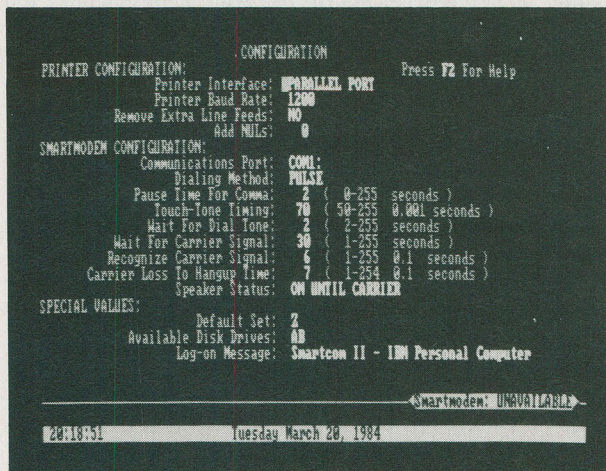 CONFIGURATION
PRINTER CONFIGURATION: Press F2 For Help
Printer Interface: PARALLEL PORT
Printer Baud Rate: 1200
Remove Extra Line Feeds: NO
Add NULs: 0
SMARTMODEM CONFIGURATION:
Communications Port: COM1:
Dialing Method: PULSE
Pause Time For Comma: 2 ( 0-255 seconds )
Touch-Tone Timing: 70 ( 50-255 0.001 seconds )
Wait For Dial Tone: 2 ( 2-255 seconds )
Wait For Carrier Signal: 30 ( 1-255 seconds )
Recognize Carrier Signal: 6 ( 1-255 0.1 seconds )
Carrier Loss To Hangup Time: 7 ( 1-254 0.1 seconds )
Speaker Status: ON UNTIL CARRIER
SPECIAL VALUES:
Default Set: Z
Available Disk Drives: AB
Log-on Message: Smartcom II - IBM Personal Computer
Smartmodem: UNAVAILABLE
20:18:51 Tuesday March 20, 1984